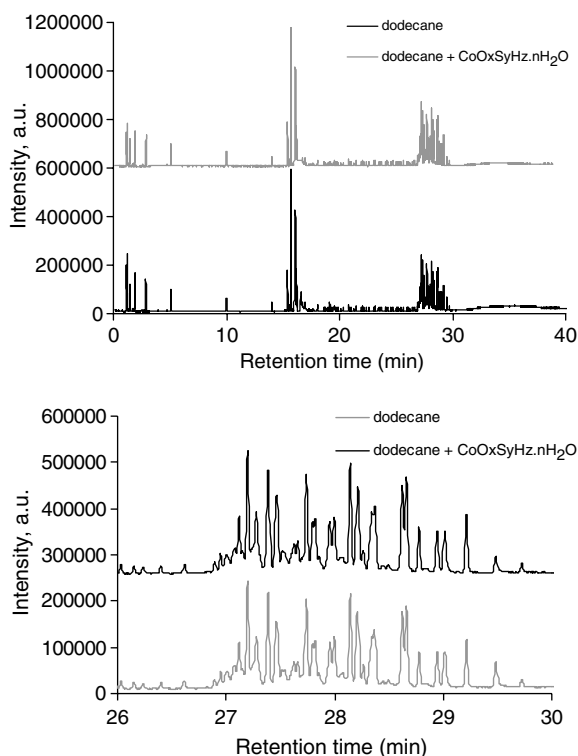 1200000
1000000
800000
600000
400000
200000
0
Intensity, a.u.
dodecane
dodecane + CoOxSyHz.nH2O
0 10 20 30 40
Retention time (min)
600000
500000
400000
300000
200000
100000
0
Intensity, a.u.
dodecane
dodecane + CoOxSyHz.nH2O
26 27 28 29 30
Retention time (min)